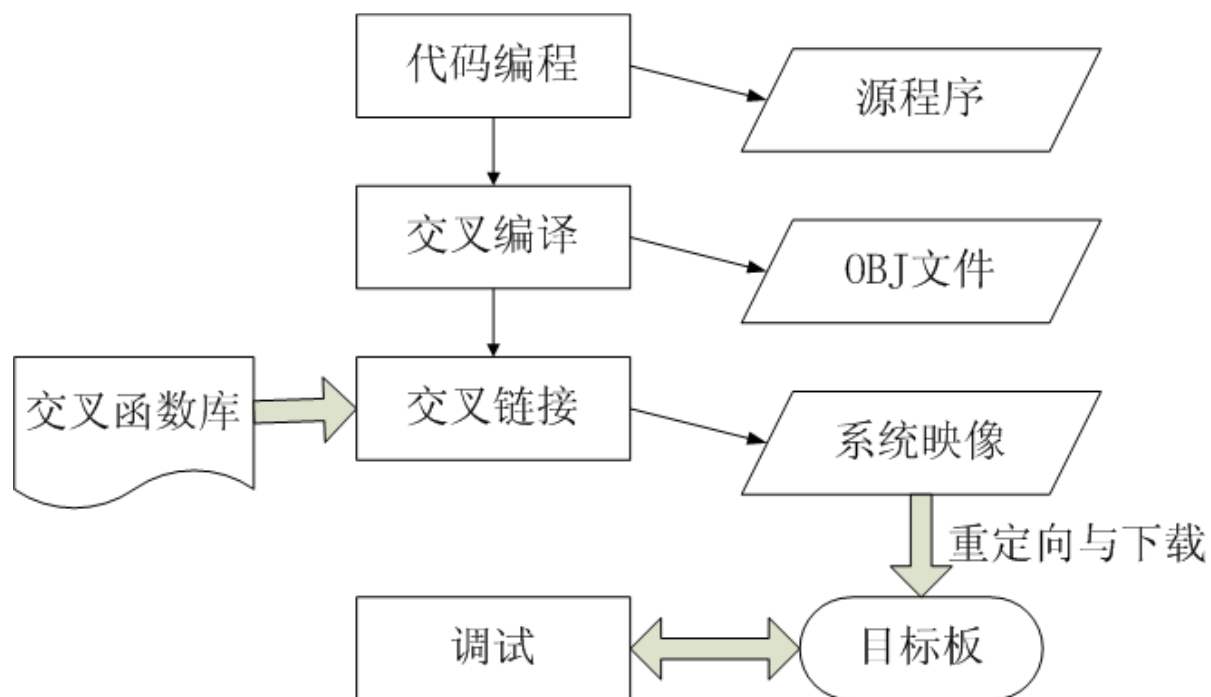 代码编程
源程序
交叉编译
OBJ文件
交叉函数库
交叉链接
系统映像
重定向与下载
调试
目标板